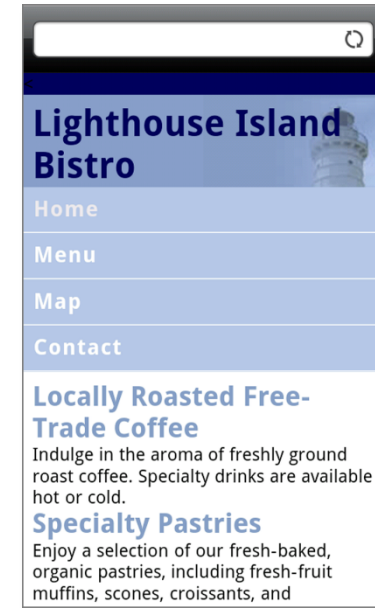 Lighthouse Island
Bistro
Home
Menu
Map
Contact
Locally Roasted Free-
Trade Coffee
Indulge in the aroma of freshly ground
roast coffee. Specialty drinks are available
hot or cold.
Specialty Pastries
Enjoy a selection of our fresh-baked,
organic pastries, including fresh-fruit
muffins, scones, croissants, and